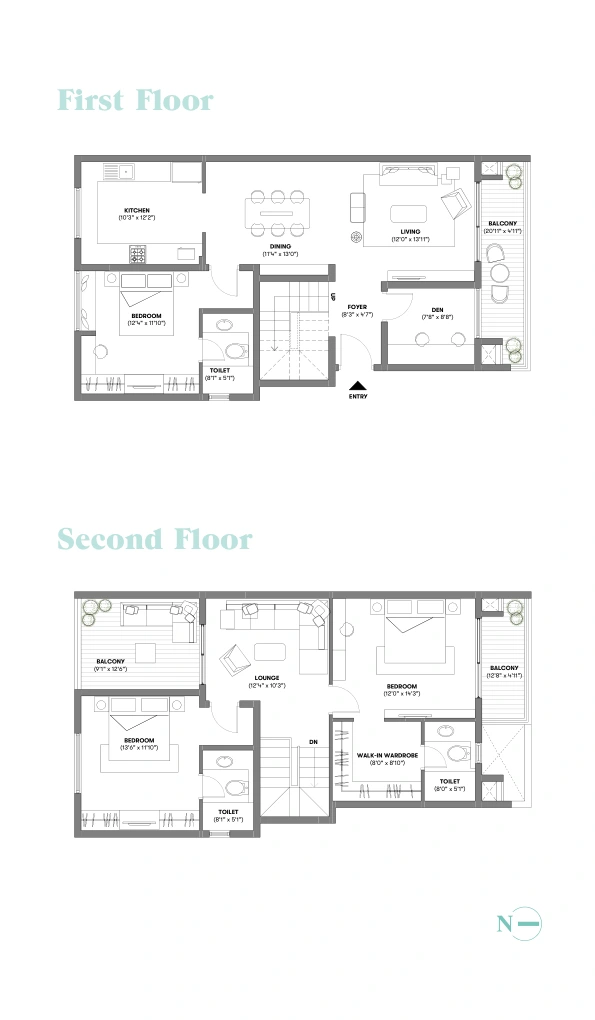 First Floor
KITCHEN
(10'3" x 12'2")
DINING
(11'4" x 13'0")
LIVING
(12'0" x 13'11")
BALCONY
(20'11" x 4'11")
BEDROOM
(12'4" x 11'10")
UP
FOYER
(8'3" x 4'7")
DEN
(7'8" x 8'8")
TOILET
(8'1" x 5'1")
ENTRY
Second Floor
BALCONY
(9'1" x 12'6")
LOUNGE
(12'4" x 10'3")
BEDROOM
(12'0" x 14'3")
BALCONY
(12'8" x 4'11")
BEDROOM
(13'6" x 11'10")
DN
WALK-IN WARDROBE
(8'0" x 8'10")
TOILET
(8'0" x 5'1")
TOILET
(8'1" x 5'1")
N